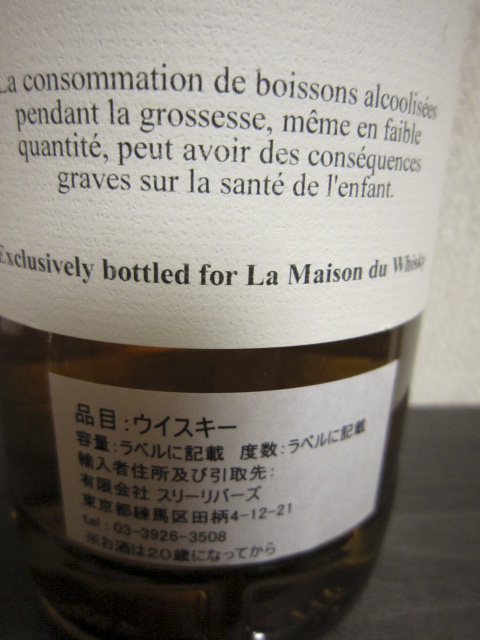 La consommation de boissons alcoolisées
pendant la grossesse, même en faible
quantité, peut avoir des conséquences
graves sur la santé de l'enfant.
Exclusively bottled for La Maison du Whisky
品目:ウイスキー
容量:ラベルに記載 度数:ラベルに記載
輸入者住所及び引取先:
有限会社 スリーリバーズ
東京都練馬区田柄4-12-21
tel:03-3926-3508
※お酒は20歳になってから